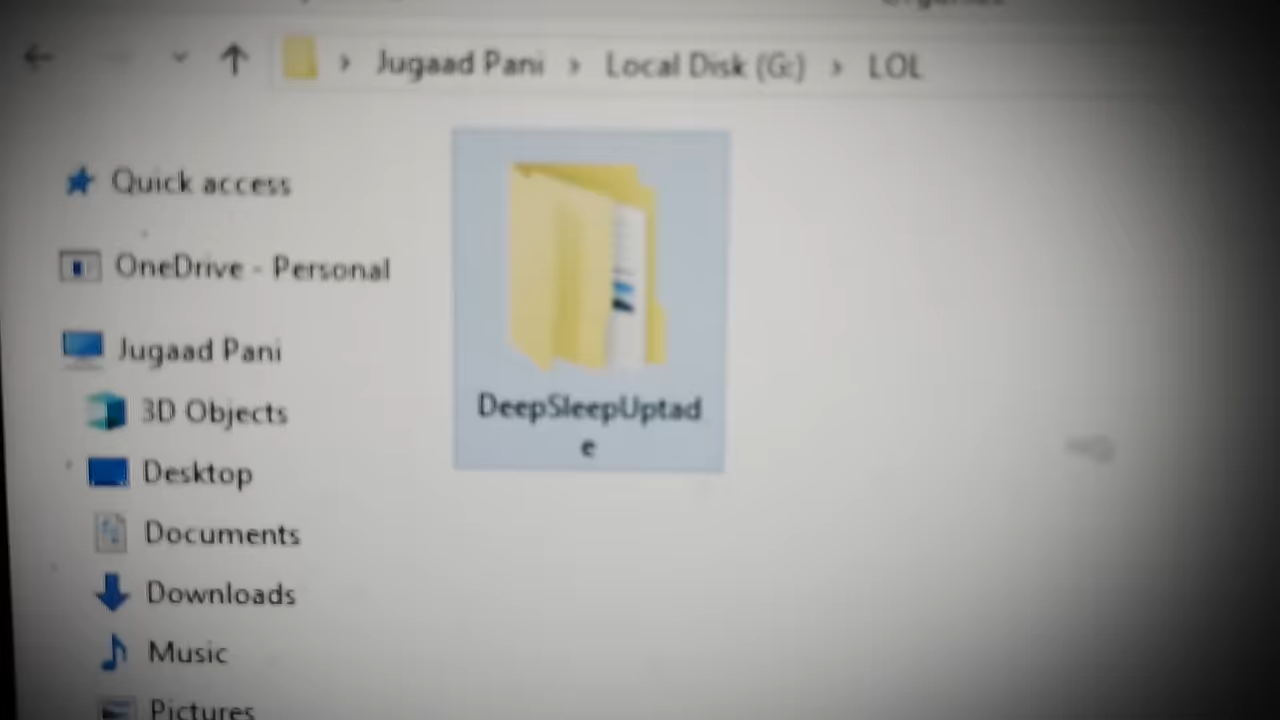 Jugaad Pani › Local Disk (G:) › LOL
Quick access
OneDrive - Personal
Jugaad Pani
3D Objects
Desktop
Documents
Downloads
Music
Pictures
DeepSleepUptad
e